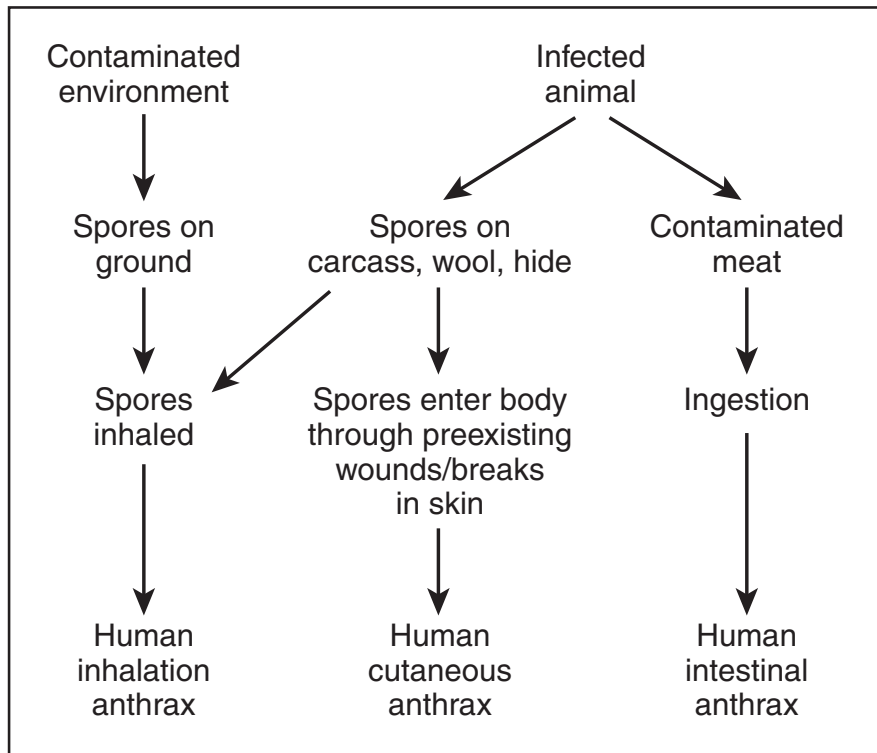 Contaminated
environment
Infected
animal
Spores on
ground
Spores on
carcass, wool, hide
Contaminated
meat
Spores
inhaled
Spores enter body
through preexisting
wounds/breaks
in skin
Ingestion
Human
inhalation
anthrax
Human
cutaneous
anthrax
Human
intestinal
anthrax